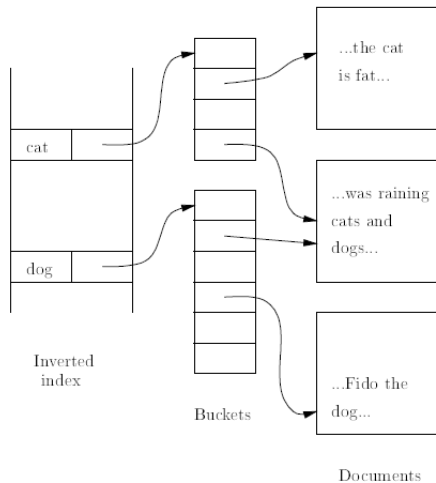 ...the cat
is fat...
cat
...was raining
cats and
dogs...
dog
Inverted
index
...Fido the
dog...
Buckets
Documents